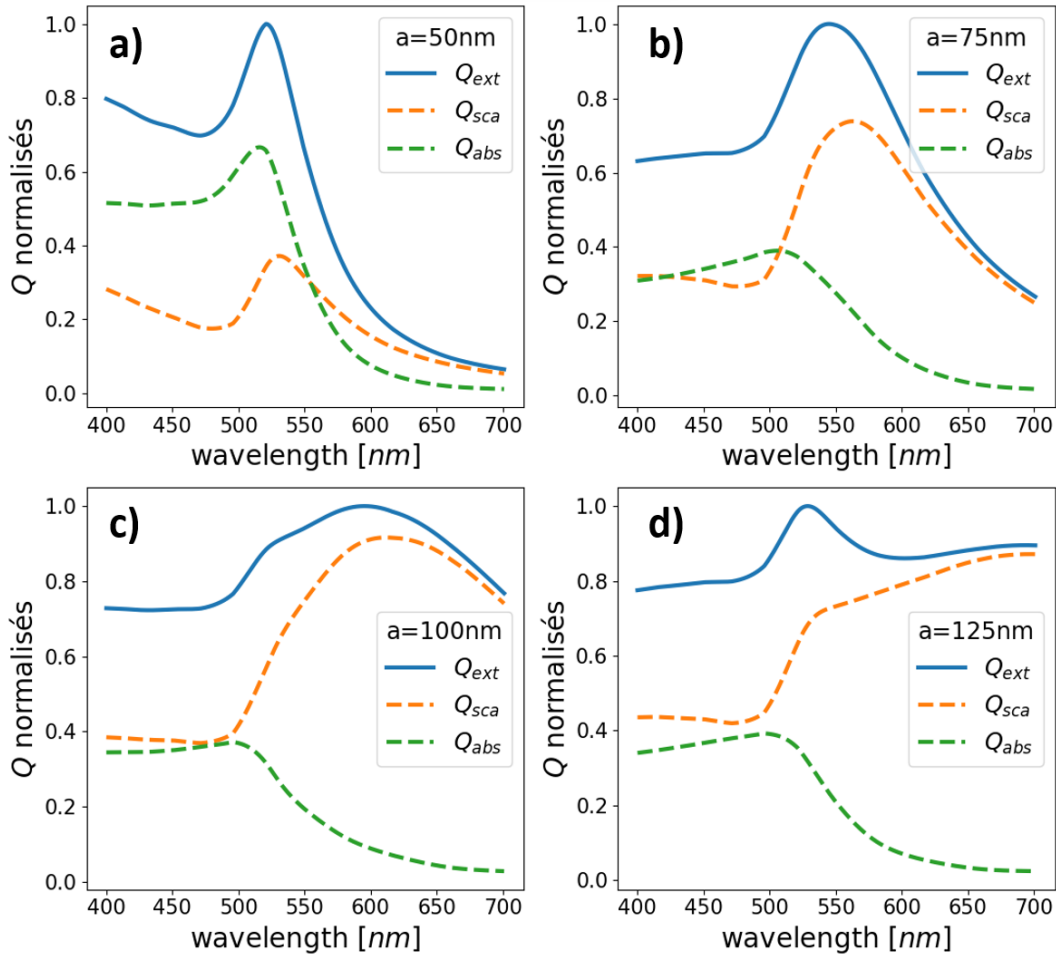 a)
a=50nm
Q_ext
Q_sca
Q_abs
Q normalisés
1.0
0.8
0.6
0.4
0.2
0.0
400 450 500 550 600 650 700
wavelength [nm]
b)
a=75nm
Q_ext
Q_sca
Q_abs
Q normalisés
1.0
0.8
0.6
0.4
0.2
0.0
400 450 500 550 600 650 700
wavelength [nm]
c)
a=100nm
Q_ext
Q_sca
Q_abs
Q normalisés
1.0
0.8
0.6
0.4
0.2
0.0
400 450 500 550 600 650 700
wavelength [nm]
d)
a=125nm
Q_ext
Q_sca
Q_abs
Q normalisés
1.0
0.8
0.6
0.4
0.2
0.0
400 450 500 550 600 650 700
wavelength [nm]